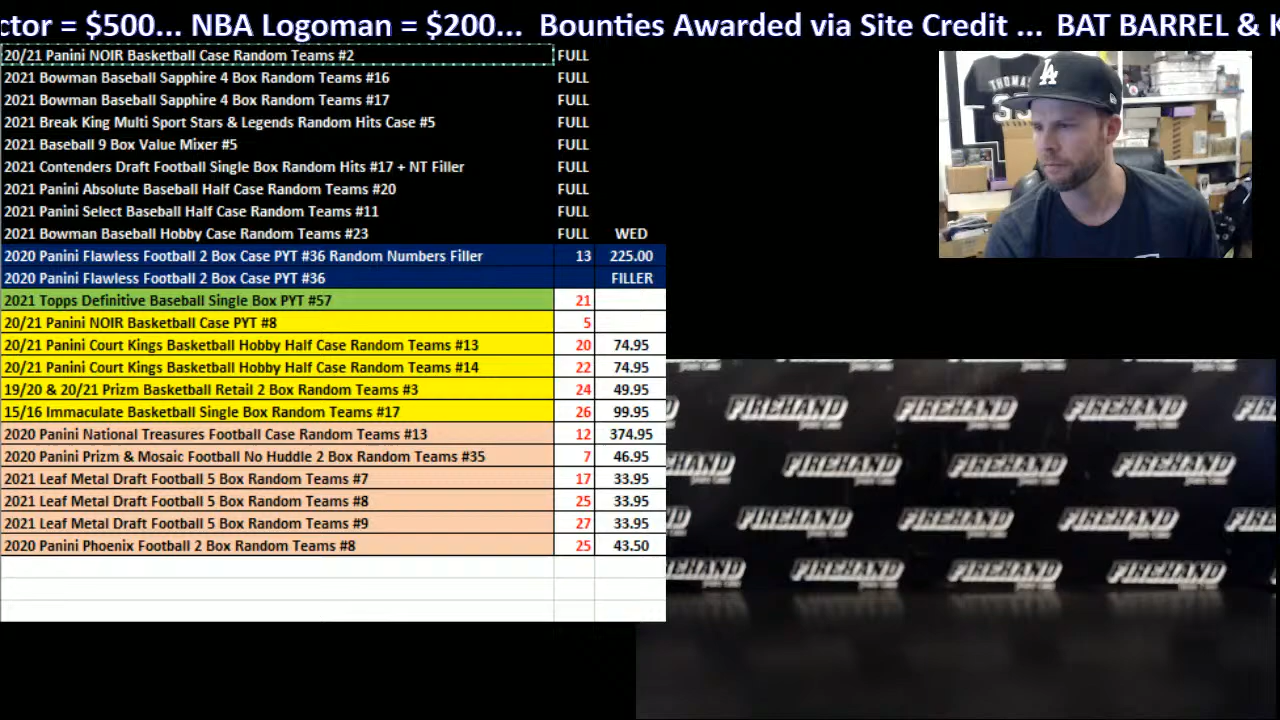 ctor = $500... NBA Logoman = $200... Bounties Awarded via Site Credit ... BAT BARREL & K
20/21 Panini NOIR Basketball Case Random Teams #2 FULL
2021 Bowman Baseball Sapphire 4 Box Random Teams #16 FULL
2021 Bowman Baseball Sapphire 4 Box Random Teams #17 FULL
2021 Break King Multi Sport Stars & Legends Random Hits Case #5 FULL
2021 Baseball 9 Box Value Mixer #5 FULL
2021 Contenders Draft Football Single Box Random Hits #17 + NT Filler FULL
2021 Panini Absolute Baseball Half Case Random Teams #20 FULL
2021 Panini Select Baseball Half Case Random Teams #11 FULL
2021 Bowman Baseball Hobby Case Random Teams #23 FULL WED
2020 Panini Flawless Football 2 Box Case PYT #36 Random Numbers Filler 13 225.00
2020 Panini Flawless Football 2 Box Case PYT #36 FILLER
2021 Topps Definitive Baseball Single Box PYT #57 21
20/21 Panini NOIR Basketball Case PYT #8 5
20/21 Panini Court Kings Basketball Hobby Half Case Random Teams #13 20 74.95
20/21 Panini Court Kings Basketball Hobby Half Case Random Teams #14 22 74.95
19/20 & 20/21 Prizm Basketball Retail 2 Box Random Teams #3 24 49.95
15/16 Immaculate Basketball Single Box Random Teams #17 26 99.95
2020 Panini National Treasures Football Case Random Teams #13 12 374.95
2020 Panini Prizm & Mosaic Football No Huddle 2 Box Random Teams #35 7 46.95
2021 Leaf Metal Draft Football 5 Box Random Teams #7 17 33.95
2021 Leaf Metal Draft Football 5 Box Random Teams #8 25 33.95
2021 Leaf Metal Draft Football 5 Box Random Teams #9 27 33.95
2020 Panini Phoenix Football 2 Box Random Teams #8 25 43.50
THOMAS
LA
FIREHAND FIREHAND FIREHAND
FIREHAND FIREHAND FIREHAND FIREHAND
FIREHAND FIREHAND FIREHAND
FIREHAND FIREHAND FIREHAND FIREHAND